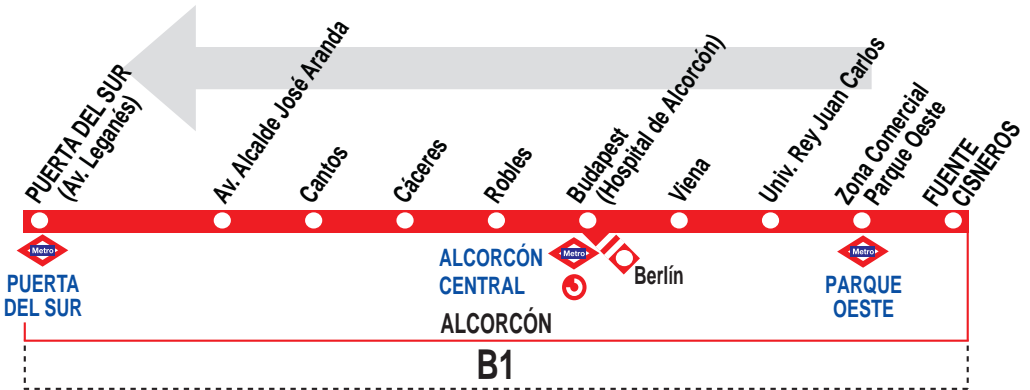 PUERTA DEL SUR
(Av. Leganés)
Av. Alcalde José Aranda
Cantos
Cáceres
Robles
Budapest
(Hospital de Alcorcón)
Viena
Univ. Rey Juan Carlos
Zona Comercial
Parque Oeste
FUENTE
CISNEROS
Metro
PUERTA
DEL SUR
ALCORCÓN
CENTRAL
Metro
Berlín
Metro
PARQUE
OESTE
ALCORCÓN
B1